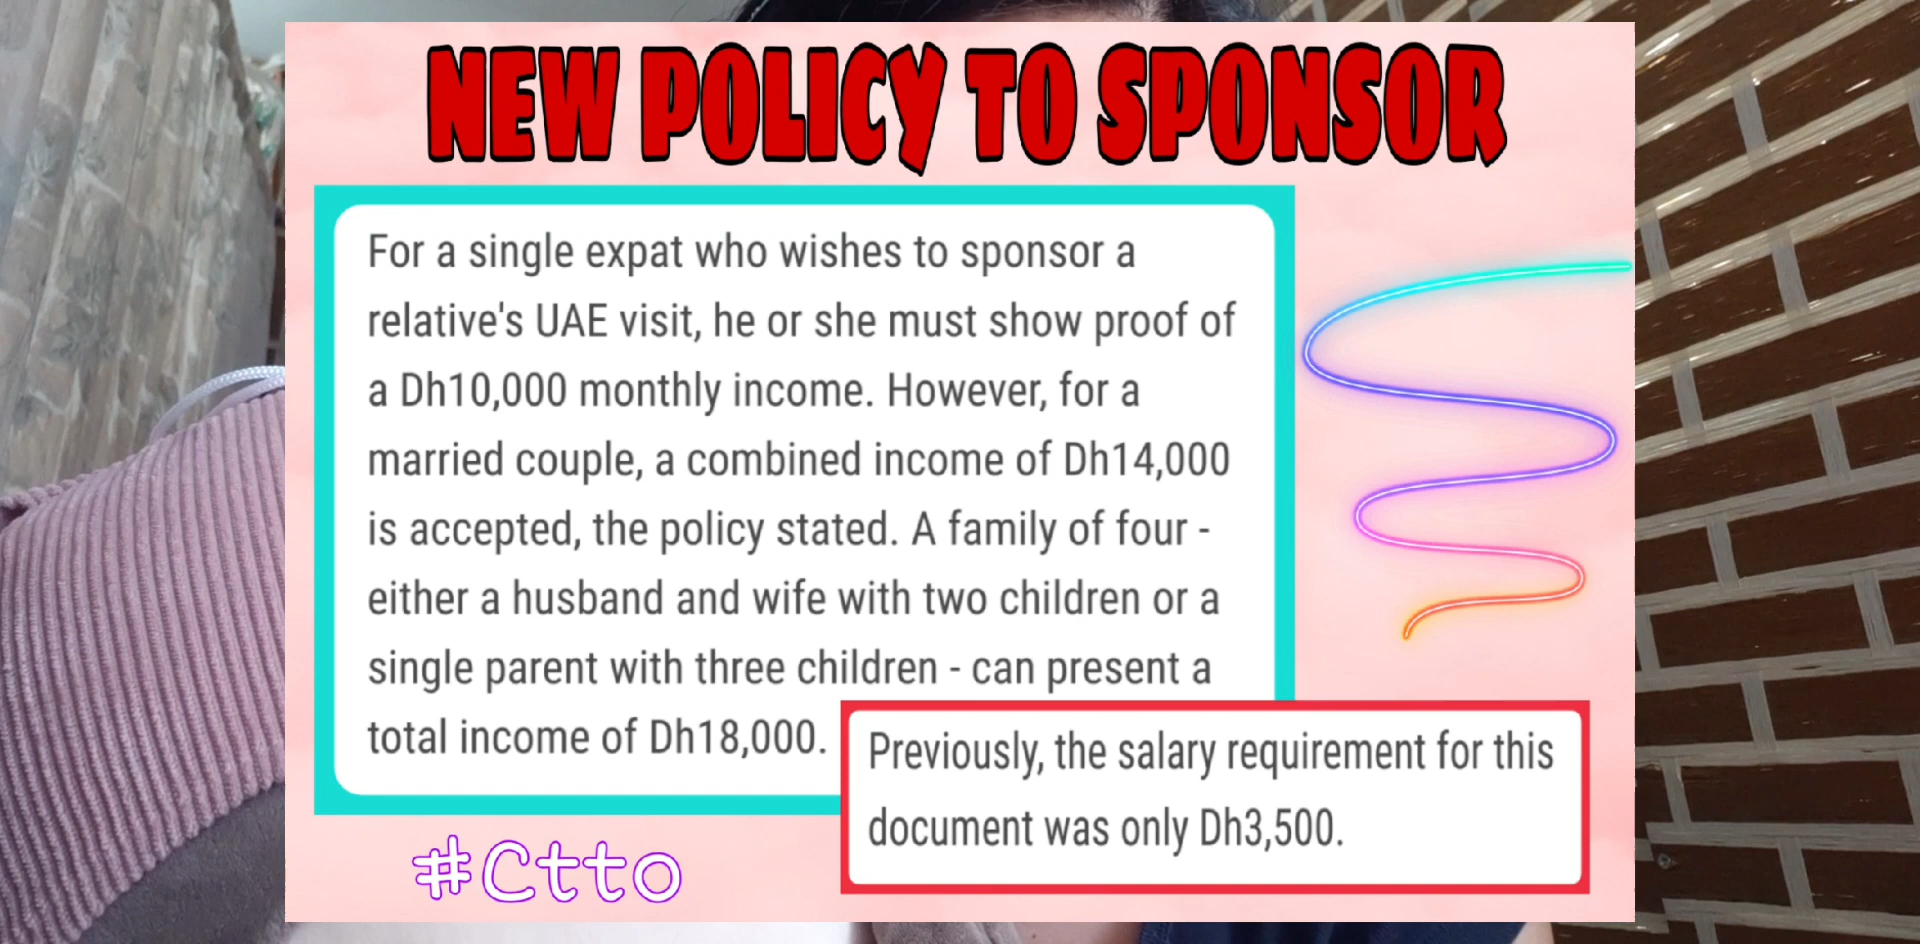 NEW POLICY TO SPONSOR
For a single expat who wishes to sponsor a
relative's UAE visit, he or she must show proof of
a Dh10,000 monthly income. However, for a
married couple, a combined income of Dh14,000
is accepted, the policy stated. A family of four -
either a husband and wife with two children or a
single parent with three children - can present a
total income of Dh18,000.
Previously, the salary requirement for this
document was only Dh3,500.
#Ctto